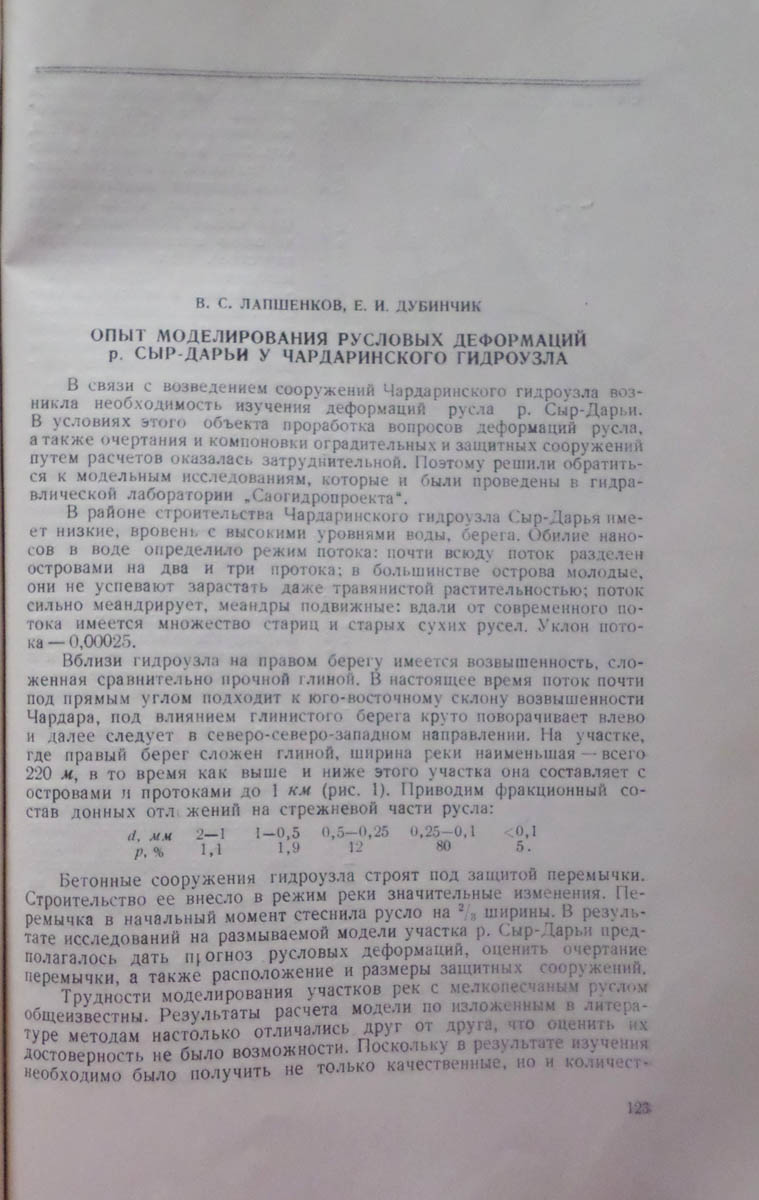 В. С. ЛАПШЕНКОВ, Е. И. ДУБИНЧИК
ОПЫТ МОДЕЛИРОВАНИЯ РУСЛОВЫХ ДЕФОРМАЦИЙ
р. СЫР-ДАРЬИ У ЧАРДАРИНСКОГО ГИДРОУЗЛА
В связи с возведением сооружений Чардаринского гидроузла воз-
никла необходимость изучения деформаций русла р. Сыр-Дарьи.
В условиях этого объекта проработка вопросов деформаций русла,
а также очертания и компоновки оградительных и защитных сооружений
путем расчетов оказалась затруднительной. Поэтому решили обратить-
ся к модельным исследованиям, которые и были проведены в гидра-
влической лаборатории „Саогидропроекта“.
В районе строительства Чардаринского гидроузла Сыр-Дарья име-
ет низкие, вровень с высокими уровнями воды, берега. Обилие нано-
сов в воде определило режим потока: почти всюду поток разделен
островами на два и три протока; в большинстве острова молодые,
они не успевают зарастать даже травянистой растительностью; поток
сильно меандрирует, меандры подвижные: вдали от современного по-
тока имеется множество стариц и старых сухих русел. Уклон пото-
ка — 0,00025.
Вблизи гидроузла на правом берегу имеется возвышенность, сло-
женная сравнительно прочной глиной. В настоящее время поток почти
под прямым углом подходит к юго-восточному склону возвышенности
Чардара, под влиянием глинистого берега круто поворачивает влево
и далее следует в северо-северо-западном направлении. На участке,
где правый берег сложен глиной, ширина реки наименьшая — всего
220 м, в то время как выше и ниже этого участка она составляет с
островами и протоками до 1 км (рис. 1). Приводим фракционный со-
став донных отл жений на стрежневой части русла:
d, мм 2—1 1—0,5 0,5—0,25 0,25—0,1 <0,1
p, % 1,1 1,9 12 80 5.
Бетонные сооружения гидроузла строят под защитой перемычки.
Строительство ее внесло в режим реки значительные изменения. Пе-
ремычка в начальный момент стеснила русло на ²/₃ ширины. В резуль-
тате исследований на размываемой модели участка р. Сыр-Дарьи пред-
полагалось дать прогноз русловых деформаций, оценить очертание
перемычки, а также расположение и размеры защитных сооружений.
Трудности моделирования участков рек с мелкопесчаным руслом
общеизвестны. Результаты расчета модели по изложенным в литера-
туре методам настолько отличались друг от друга, что оценить их
достоверность не было возможности. Поскольку в результате изучения
необходимо было получить не только качественные, но и количест-
123